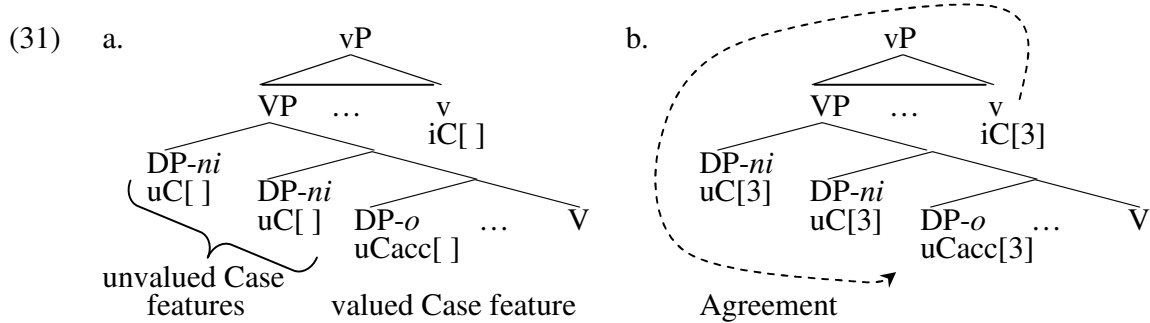 (31) a. b.
vP vP
VP … v VP … v
iC[ ] iC[3]
DP-ni DP-ni
uC[ ] DP-ni uC[3] DP-ni
uC[ ] DP-o … V uC[3] DP-o … V
uCacc[ ] uCacc[3]
unvalued Case
features valued Case feature Agreement